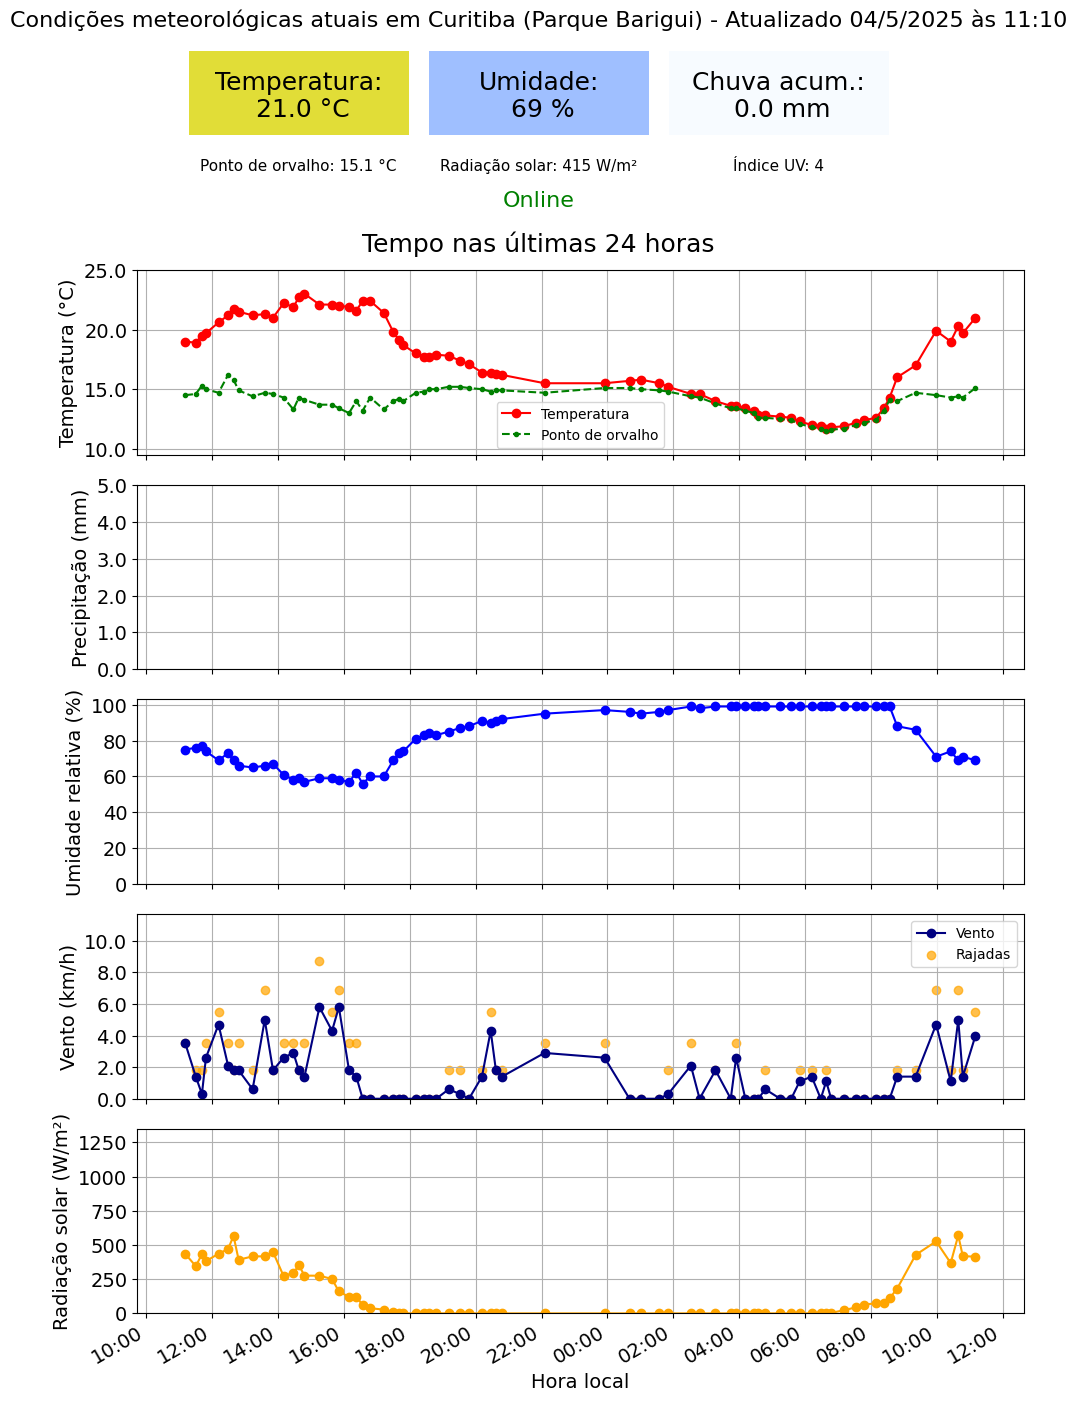 Condições meteorológicas atuais em Curitiba (Parque Barigui) - Atualizado 04/5/2025 às 11:10
Temperatura:
21.0 °C
Umidade:
69 %
Chuva acum.:
0.0 mm
Ponto de orvalho: 15.1 °C
Radiação solar: 415 W/m²
Índice UV: 4
Online
Tempo nas últimas 24 horas
Temperatura (°C)
25.0
20.0
15.0
10.0
Temperatura
Ponto de orvalho
Precipitação (mm)
5.0
4.0
3.0
2.0
1.0
0.0
Umidade relativa (%)
100
80
60
40
20
0
Vento (km/h)
10.0
8.0
6.0
4.0
2.0
0.0
Vento
Rajadas
Radiação solar (W/m²)
1250
1000
750
500
250
0
10:00
12:00
14:00
16:00
18:00
20:00
22:00
00:00
02:00
04:00
06:00
08:00
10:00
12:00
Hora local